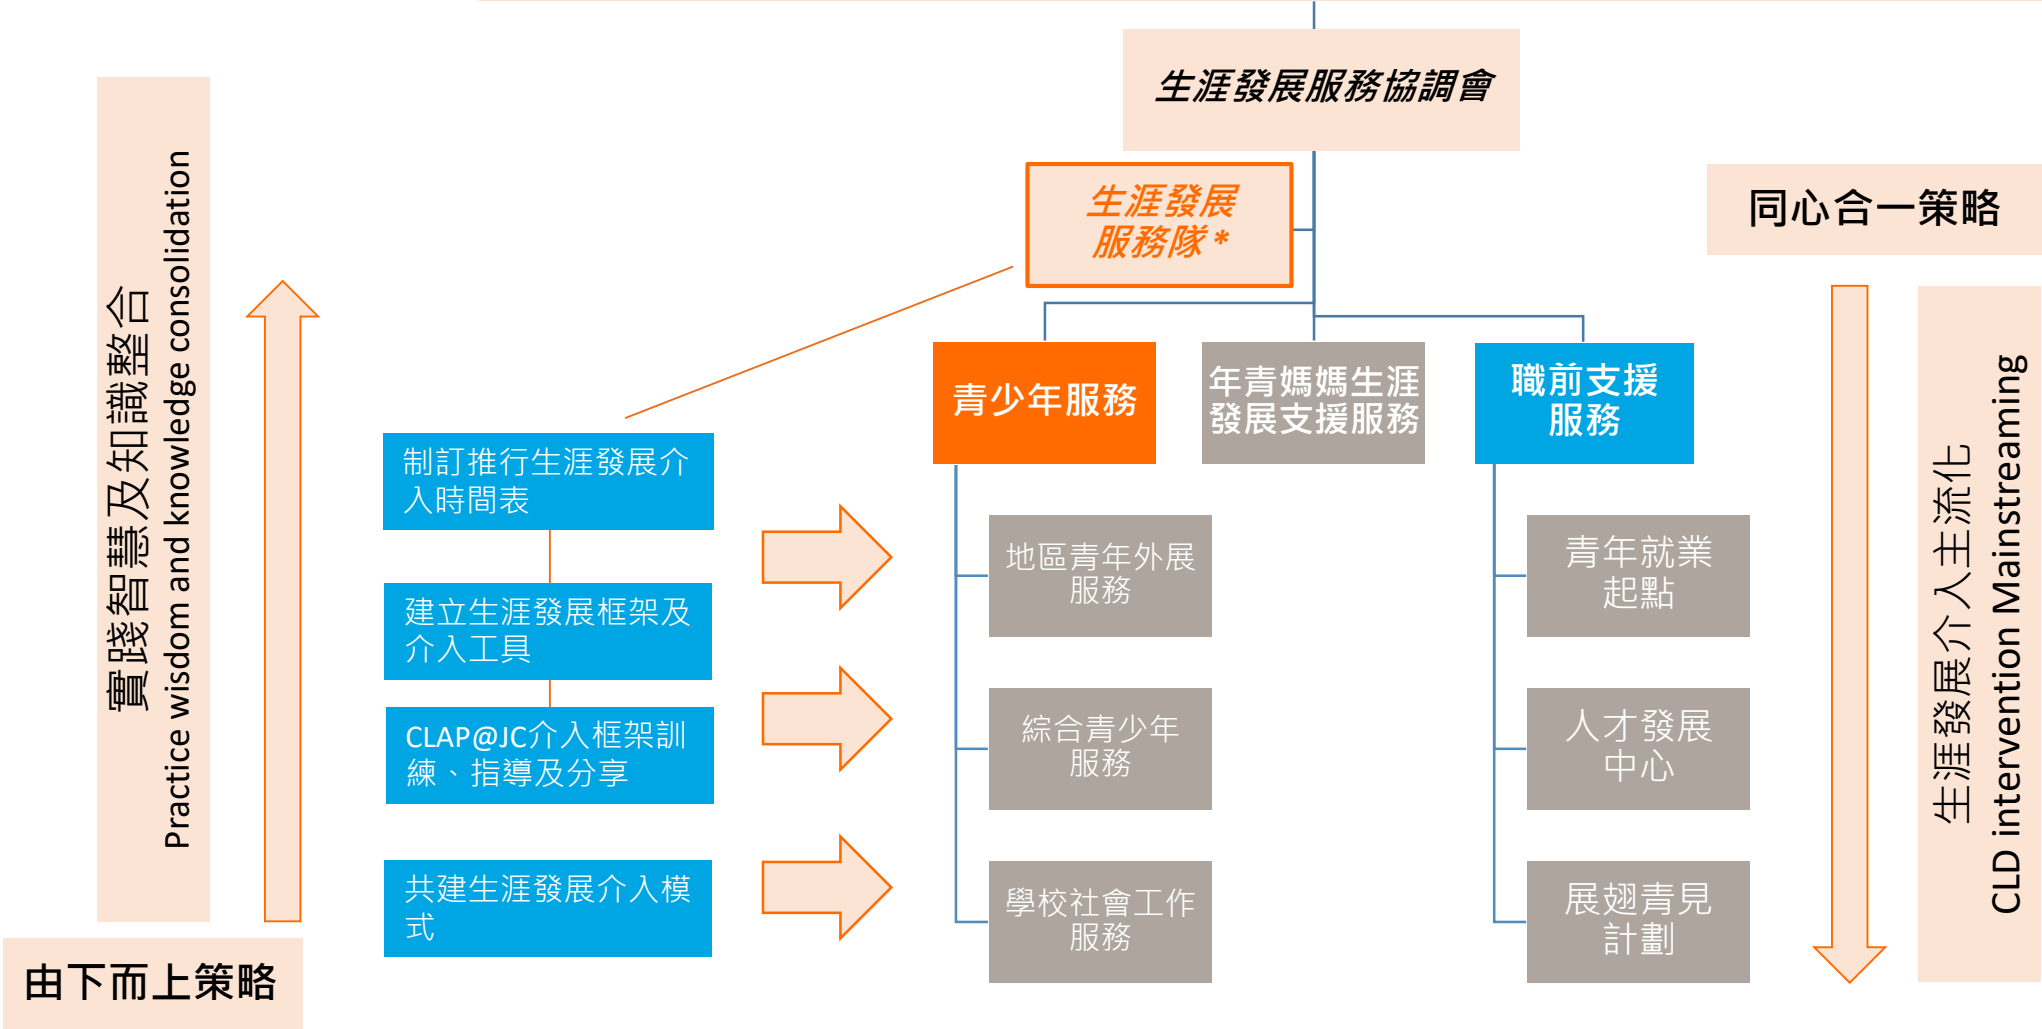 生涯發展服務協調會
生涯發展
服務隊*
同心合一策略
實踐智慧及知識整合
Practice wisdom and knowledge consolidation
由下而上策略
制訂推行生涯發展介
入時間表
建立生涯發展框架及
介入工具
CLAP@JC介入框架訓
練、指導及分享
共建生涯發展介入模
式
青少年服務
地區青年外展
服務
綜合青少年
服務
學校社會工作
服務
年青媽媽生涯
發展支援服務
職前支援
服務
青年就業
起點
人才發展
中心
展翅青見
計劃
生涯發展介入主流化
CLD intervention Mainstreaming